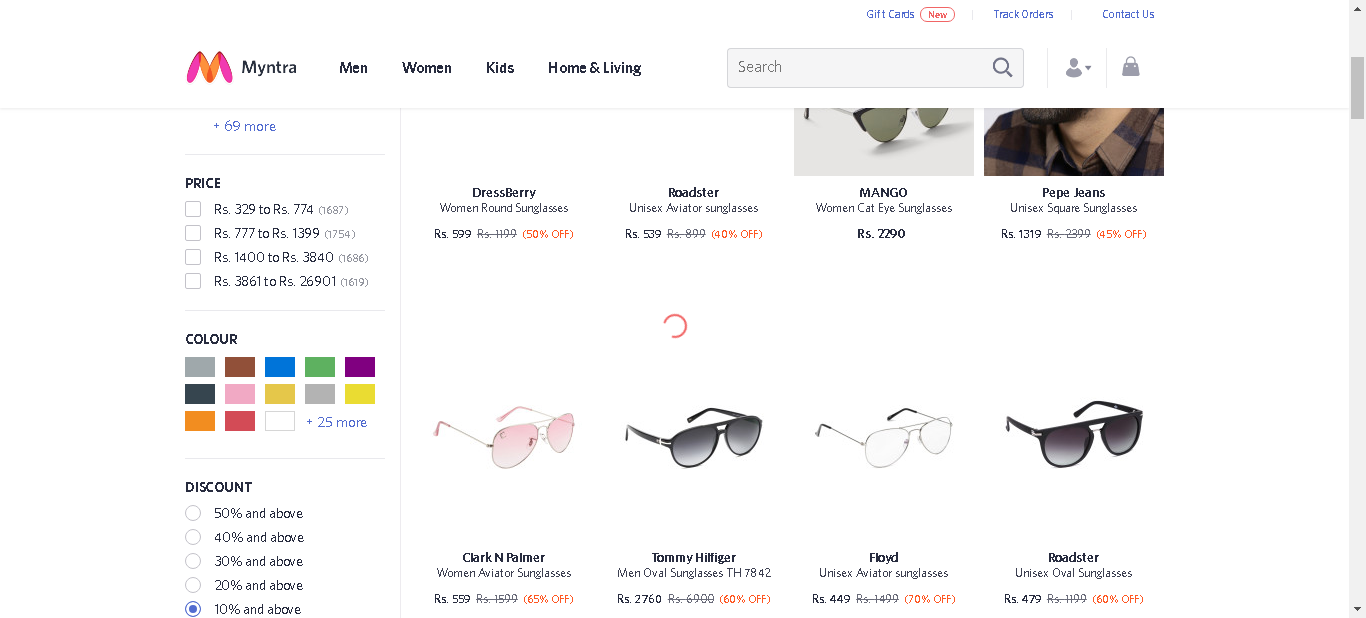 Gift Cards New Track Orders Contact Us
Myntra Men Women Kids Home & Living Search
+ 69 more
PRICE
Rs. 329 to Rs. 774 (1687)
Rs. 777 to Rs. 1399 (1754)
Rs. 1400 to Rs. 3840 (1686)
Rs. 3861 to Rs. 26901 (1619)
COLOUR
+ 25 more
DISCOUNT
50% and above
40% and above
30% and above
20% and above
10% and above
DressBerry
Women Round Sunglasses
Rs. 599 Rs. 1199 (50% OFF)
Roadster
Unisex Aviator sunglasses
Rs. 539 Rs. 899 (40% OFF)
MANGO
Women Cat Eye Sunglasses
Rs. 2290
Pepe Jeans
Unisex Square Sunglasses
Rs. 1319 Rs. 2399 (45% OFF)
Clark N Palmer
Women Aviator Sunglasses
Rs. 559 Rs. 1599 (65% OFF)
Tommy Hilfiger
Men Oval Sunglasses TH 7842
Rs. 2760 Rs. 6900 (60% OFF)
Floyd
Unisex Aviator sunglasses
Rs. 449 Rs. 1499 (70% OFF)
Roadster
Unisex Oval Sunglasses
Rs. 479 Rs. 1199 (60% OFF)